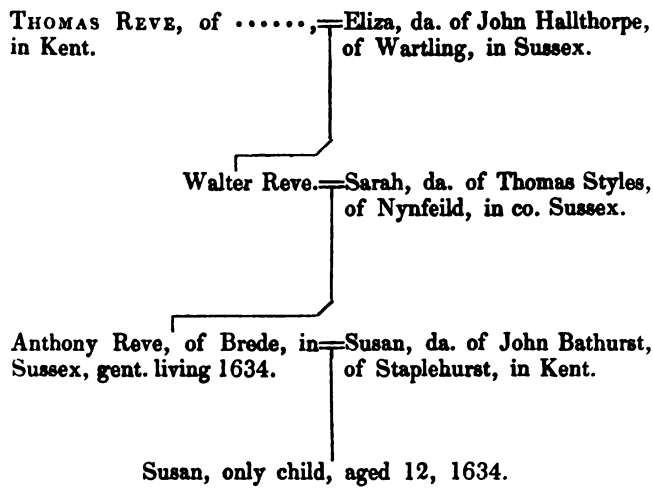 THOMAS REVE, of ······,=Eliza, da. of John Hallthorpe,
in Kent. of Wartling, in Sussex.
Walter Reve.=Sarah, da. of Thomas Styles,
of Nynfeild, in co. Sussex.
Anthony Reve, of Brede, in=Susan, da. of John Bathurst,
Sussex, gent. living 1634. of Staplehurst, in Kent.
Susan, only child, aged 12, 1634.